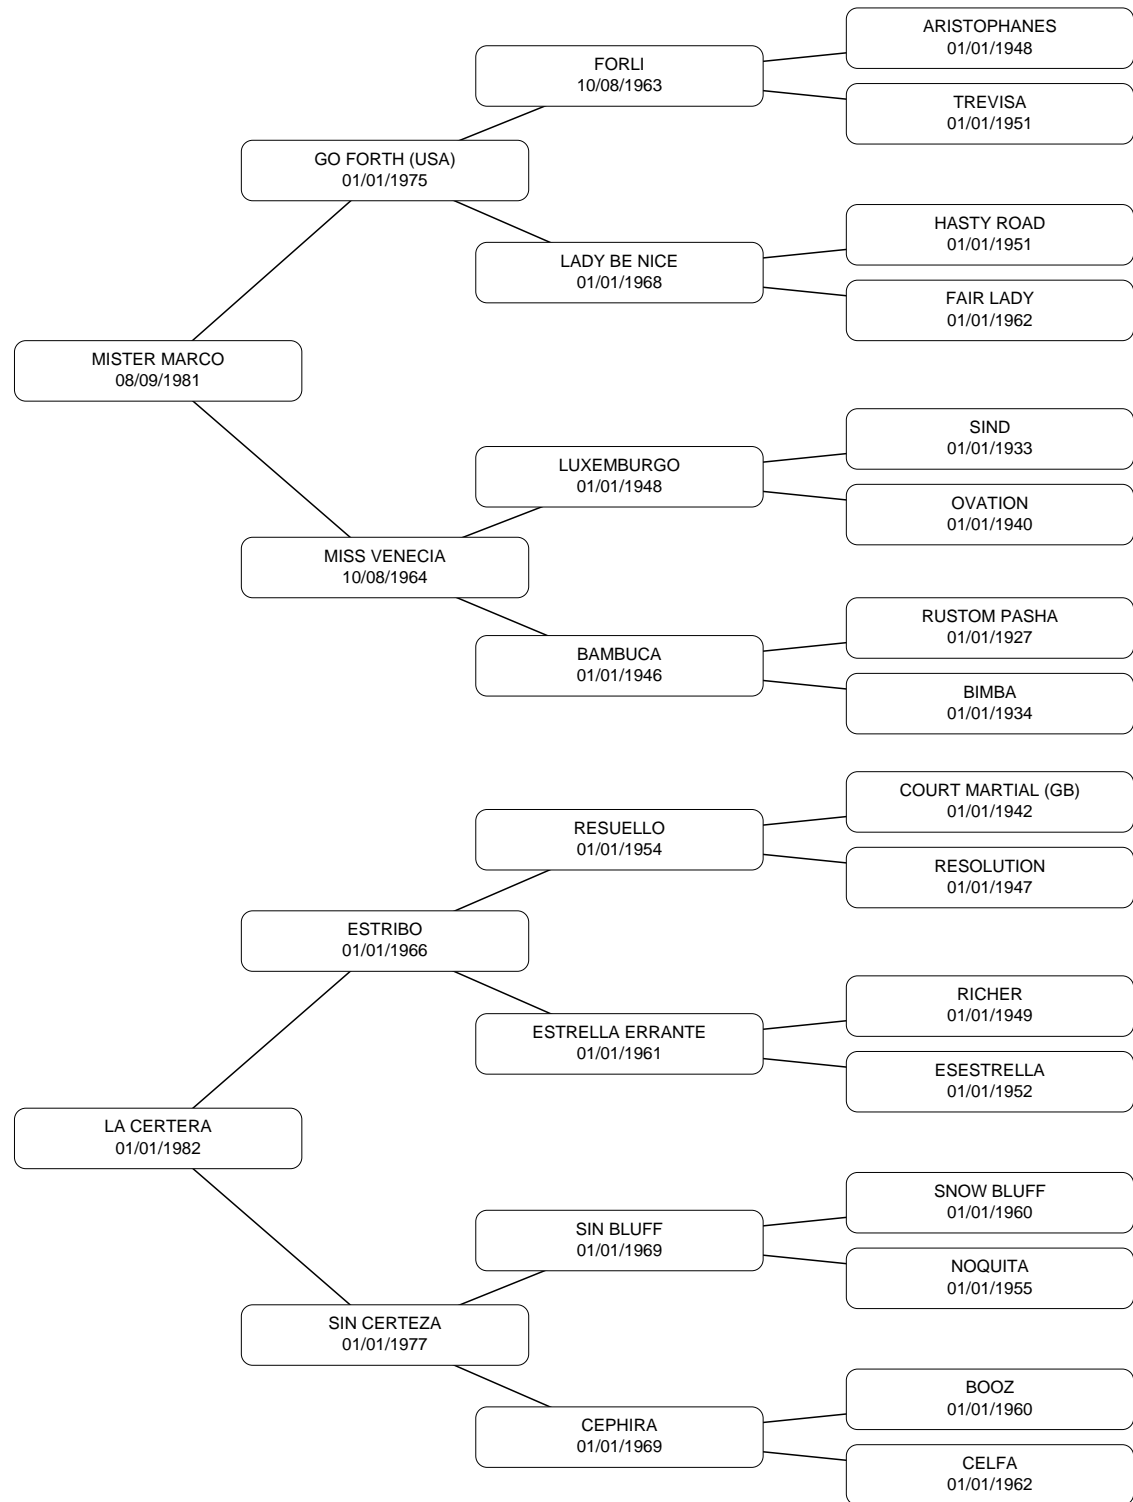 ARISTOPHANES
01/01/1948
FORLI
10/08/1963
TREVISA
01/01/1951
GO FORTH (USA)
01/01/1975
HASTY ROAD
01/01/1951
LADY BE NICE
01/01/1968
FAIR LADY
01/01/1962
MISTER MARCO
08/09/1981
SIND
01/01/1933
LUXEMBURGO
01/01/1948
OVATION
01/01/1940
MISS VENECIA
10/08/1964
RUSTOM PASHA
01/01/1927
BAMBUCA
01/01/1946
BIMBA
01/01/1934
COURT MARTIAL (GB)
01/01/1942
RESUELLO
01/01/1954
RESOLUTION
01/01/1947
ESTRIBO
01/01/1966
RICHER
01/01/1949
ESTRELLA ERRANTE
01/01/1961
ESESTRELLA
01/01/1952
LA CERTERA
01/01/1982
SNOW BLUFF
01/01/1960
SIN BLUFF
01/01/1969
NOQUITA
01/01/1955
SIN CERTEZA
01/01/1977
BOOZ
01/01/1960
CEPHIRA
01/01/1969
CELFA
01/01/1962